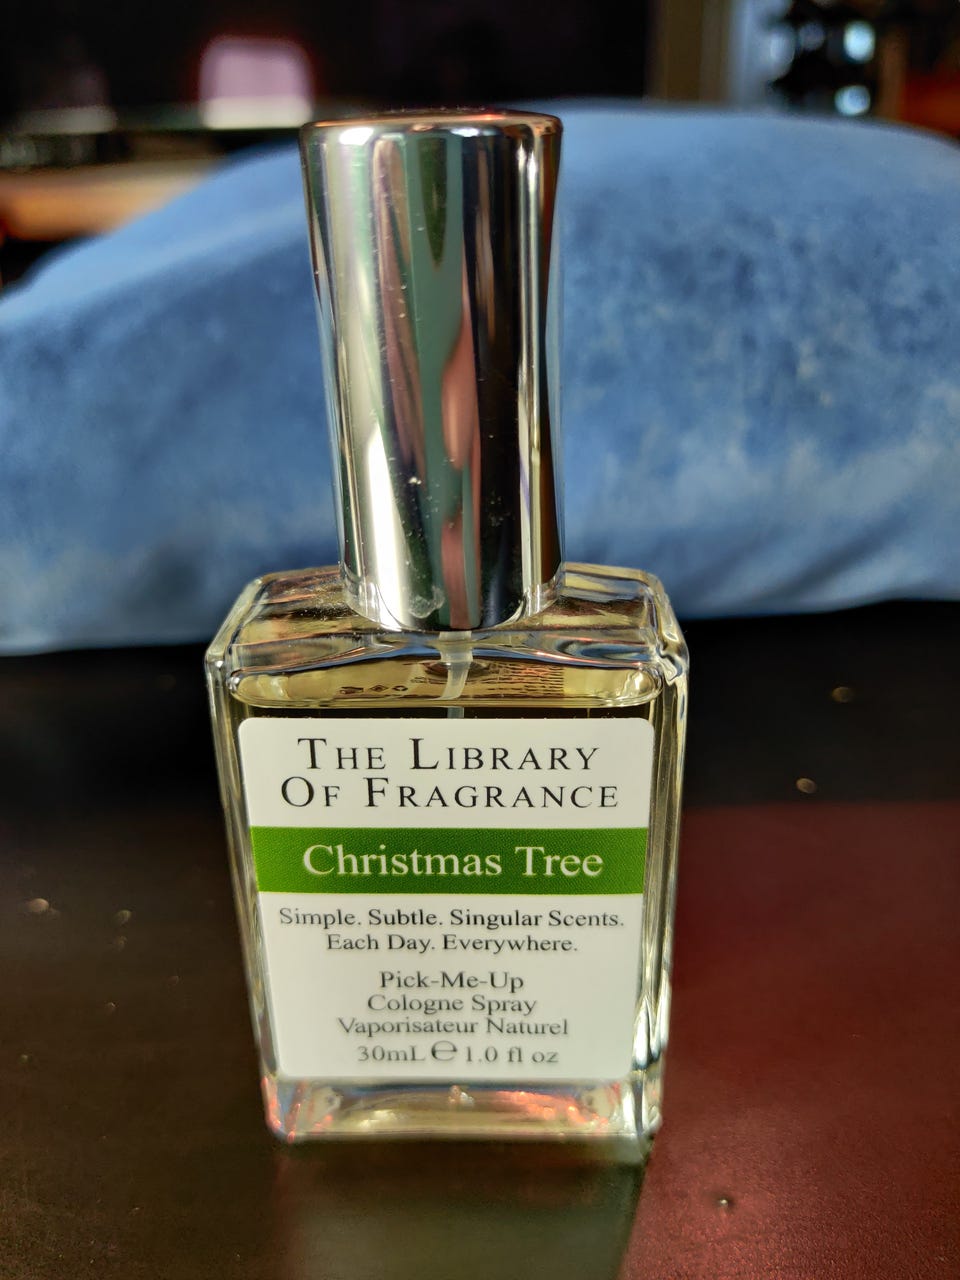 THE LIBRARY
OF FRAGRANCE
Christmas Tree
Simple. Subtle. Singular Scents.
Each Day. Everywhere.
Pick-Me-Up
Cologne Spray
Vaporisateur Naturel
30mL ℮ 1.0 fl oz